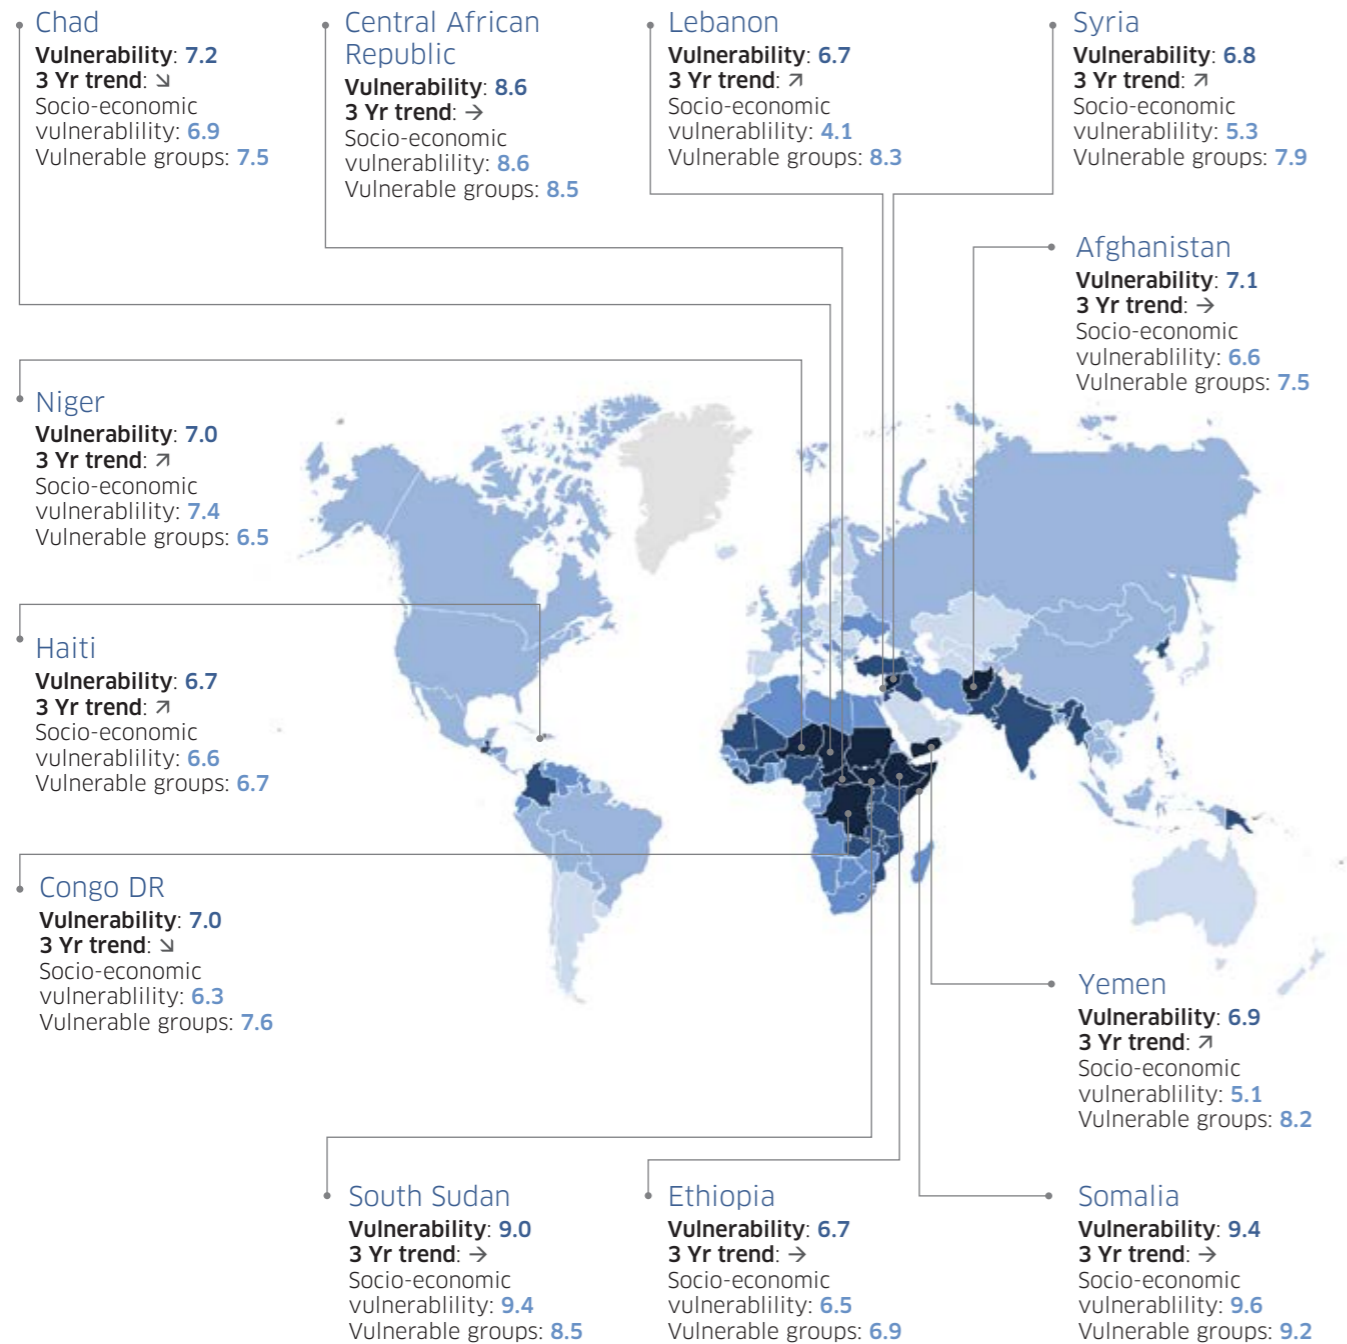 Chad
Vulnerability: 7.2
3 Yr trend: ↘
Socio-economic
vulnerablility: 6.9
Vulnerable groups: 7.5
Central African
Republic
Vulnerability: 8.6
3 Yr trend: →
Socio-economic
vulnerablility: 8.6
Vulnerable groups: 8.5
Lebanon
Vulnerability: 6.7
3 Yr trend: ↗
Socio-economic
vulnerablility: 4.1
Vulnerable groups: 8.3
Syria
Vulnerability: 6.8
3 Yr trend: ↗
Socio-economic
vulnerablility: 5.3
Vulnerable groups: 7.9
Afghanistan
Vulnerability: 7.1
3 Yr trend: →
Socio-economic
vulnerablility: 6.6
Vulnerable groups: 7.5
Niger
Vulnerability: 7.0
3 Yr trend: ↗
Socio-economic
vulnerablility: 7.4
Vulnerable groups: 6.5
Haiti
Vulnerability: 6.7
3 Yr trend: ↗
Socio-economic
vulnerablility: 6.6
Vulnerable groups: 6.7
Congo DR
Vulnerability: 7.0
3 Yr trend: ↘
Socio-economic
vulnerablility: 6.3
Vulnerable groups: 7.6
Yemen
Vulnerability: 6.9
3 Yr trend: ↗
Socio-economic
vulnerablility: 5.1
Vulnerable groups: 8.2
South Sudan
Vulnerability: 9.0
3 Yr trend: →
Socio-economic
vulnerablility: 9.4
Vulnerable groups: 8.5
Ethiopia
Vulnerability: 6.7
3 Yr trend: →
Socio-economic
vulnerablility: 6.5
Vulnerable groups: 6.9
Somalia
Vulnerability: 9.4
3 Yr trend: →
Socio-economic
vulnerablility: 9.6
Vulnerable groups: 9.2